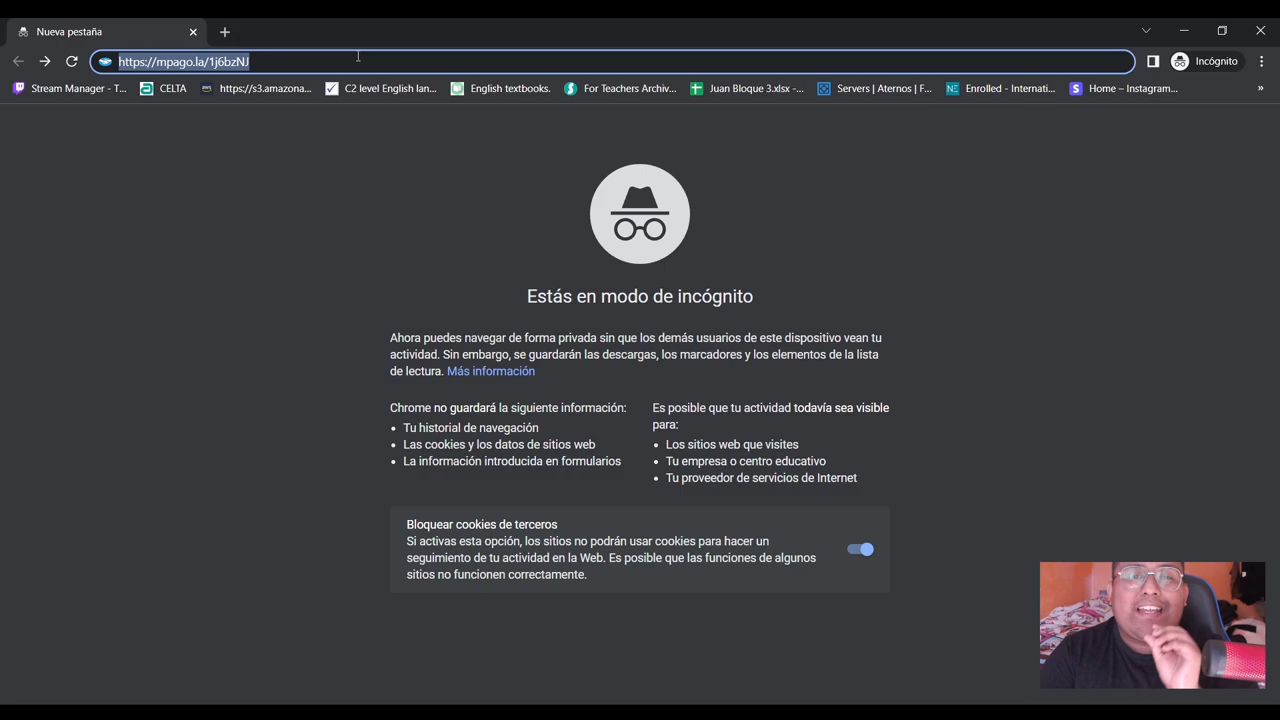 Nueva pestaña
https://mpago.la/1j6bzNJ
Incógnito
Stream Manager - T...
CELTA
https://s3.amazona...
C2 level English lan...
English textbooks.
For Teachers Archiv...
Juan Bloque 3.xlsx -...
Servers | Aternos | F...
Enrolled - Internati...
Home – Instagram...
»
Estás en modo de incógnito
Ahora puedes navegar de forma privada sin que los demás usuarios de este dispositivo vean tu
actividad. Sin embargo, se guardarán las descargas, los marcadores y los elementos de la lista
de lectura. Más información
Chrome no guardará la siguiente información:
• Tu historial de navegación
• Las cookies y los datos de sitios web
• La información introducida en formularios
Es posible que tu actividad todavía sea visible
para:
• Los sitios web que visites
• Tu empresa o centro educativo
• Tu proveedor de servicios de Internet
Bloquear cookies de terceros
Si activas esta opción, los sitios no podrán usar cookies para hacer un
seguimiento de tu actividad en la Web. Es posible que las funciones de algunos
sitios no funcionen correctamente.